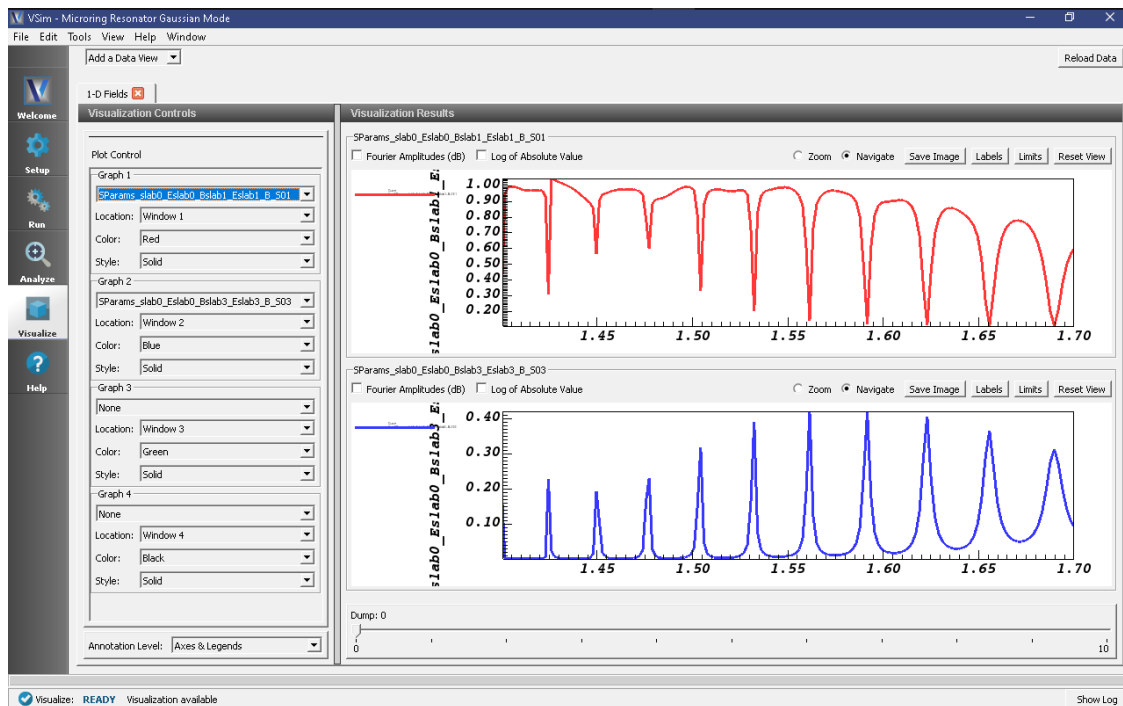 VSim - Microring Resonator Gaussian Mode
File Edit Tools View Help Window
Add a Data View
Reload Data
Welcome
Setup
Run
Analyze
Visualize
Help
1-D Fields
Visualization Controls
Plot Control
Graph 1
SParams_slab0_Eslab0_Bslab1_Eslab1_B_S01
Location: Window 1
Color: Red
Style: Solid
Graph 2
SParams_slab0_Eslab0_Bslab3_Eslab3_B_S03
Location: Window 2
Color: Blue
Style: Solid
Graph 3
None
Location: Window 3
Color: Green
Style: Solid
Graph 4
None
Location: Window 4
Color: Black
Style: Solid
Annotation Level: Axes & Legends
Visualization Results
SParams_slab0_Eslab0_Bslab1_Eslab1_B_S01
Fourier Amplitudes (dB) Log of Absolute Value Zoom Navigate Save Image Labels Limits Reset View
slab0_Eslab0_Bslab1_E
1.00
0.90
0.80
0.70
0.60
0.50
0.40
0.30
0.20
1.45 1.50 1.55 1.60 1.65 1.70
SParams_slab0_Eslab0_Bslab3_Eslab3_B_S03
Fourier Amplitudes (dB) Log of Absolute Value Zoom Navigate Save Image Labels Limits Reset View
slab0_Eslab0_Bslab3_E
0.40
0.30
0.20
0.10
1.45 1.50 1.55 1.60 1.65 1.70
Dump: 0
0 10
Visualize: READY Visualization available
Show Log